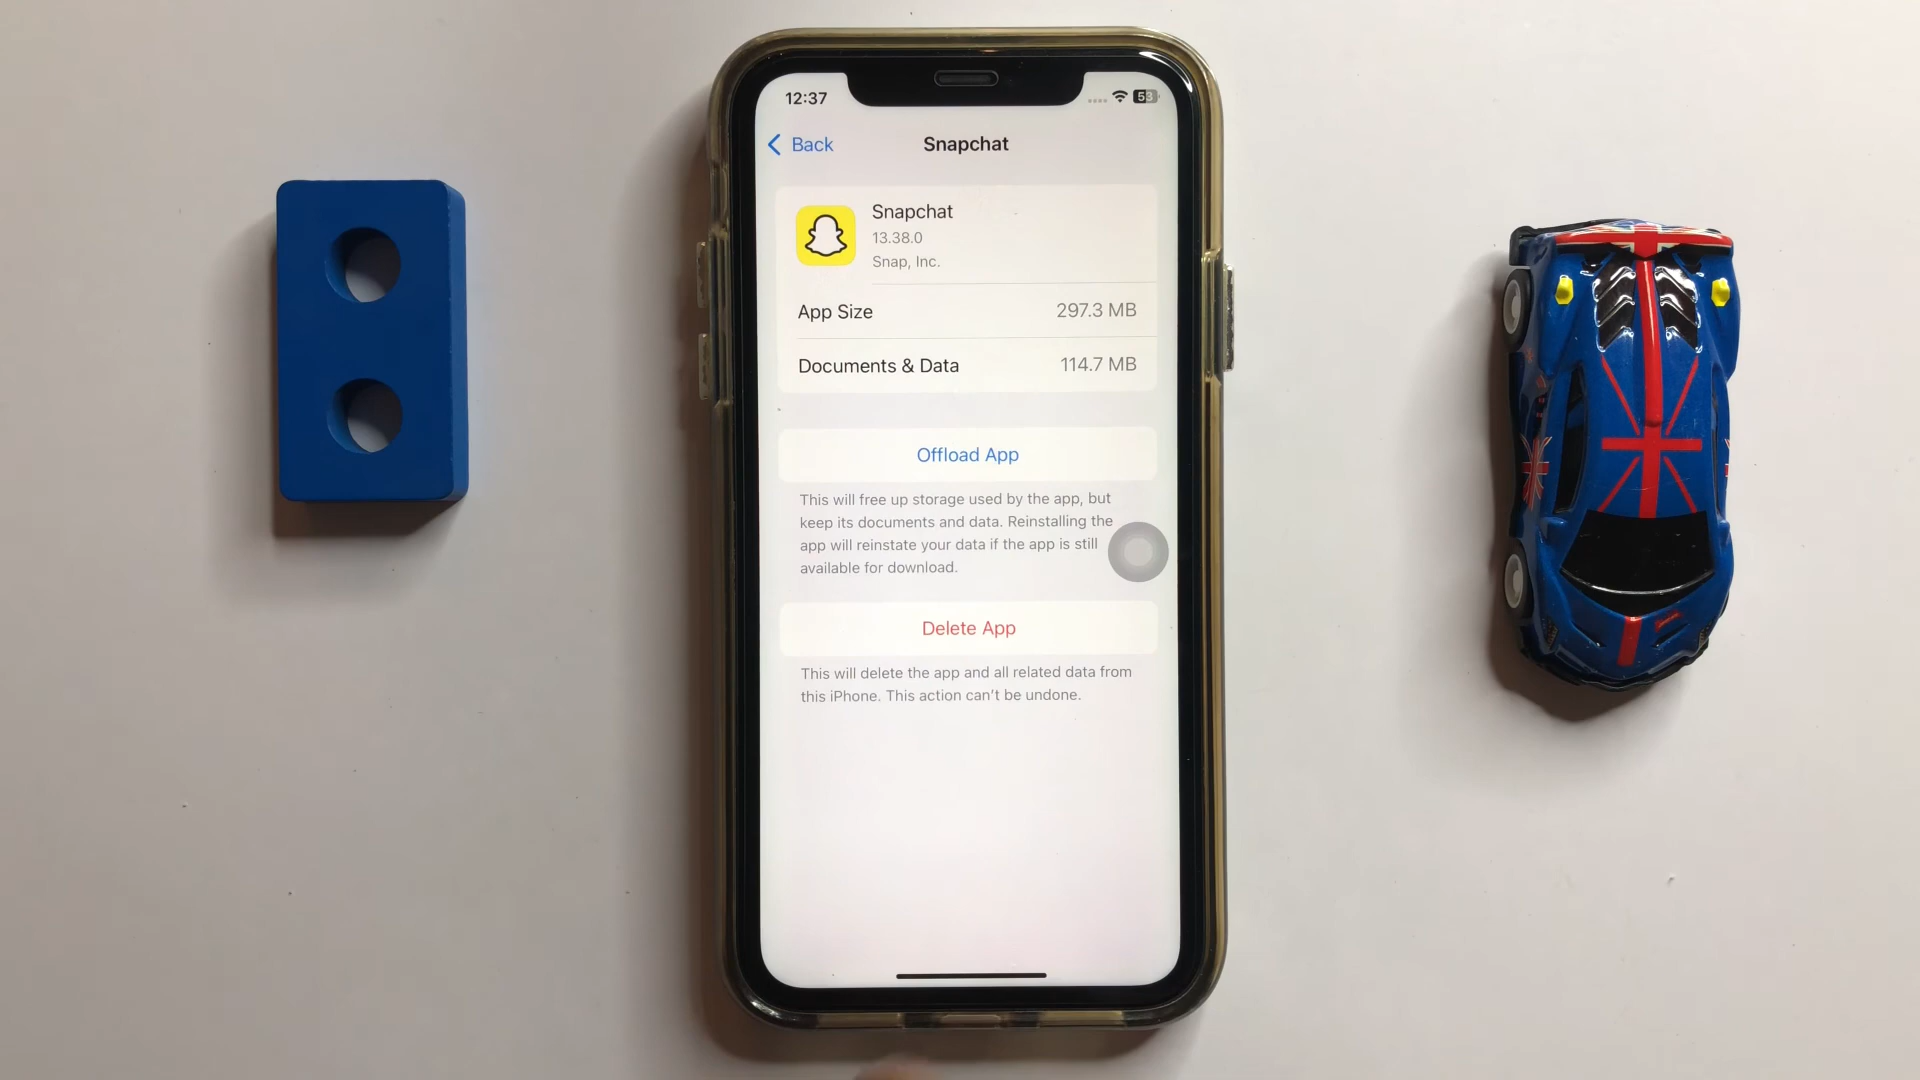 12:37
53
Back
Snapchat
Snapchat
13.38.0
Snap, Inc.
App Size
297.3 MB
Documents & Data
114.7 MB
Offload App
This will free up storage used by the app, but
keep its documents and data. Reinstalling the
app will reinstate your data if the app is still
available for download.
Delete App
This will delete the app and all related data from
this iPhone. This action can't be undone.